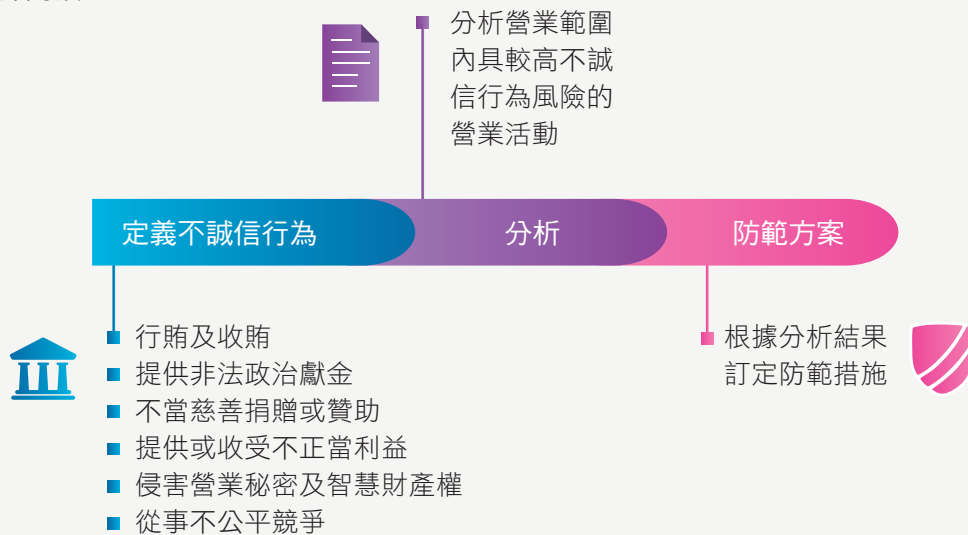 分析營業範圍
內具較高不誠
信行為風險的
營業活動
定義不誠信行為
分析
防範方案
行賄及收賄
提供非法政治獻金
不當慈善捐贈或贊助
提供或收受不正當利益
侵害營業秘密及智慧財產權
從事不公平競爭
根據分析結果
訂定防範措施